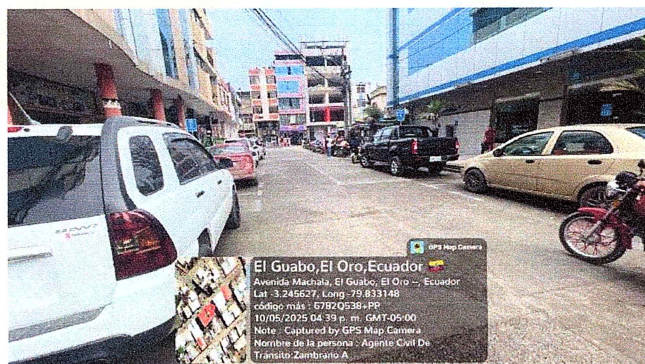 GPS Map Camera
El Guabo,El Oro,Ecuador
Avenida Machala, El Guabo, El Oro --, Ecuador
Lat -3.245627, Long -79.833148
código más : 67B2Q538+PP
10/05/2025 04:39 p. m. GMT-05:00
Note : Captured by GPS Map Camera
Nombre de la persona : Agente Civil De
Tránsito Zambrano A